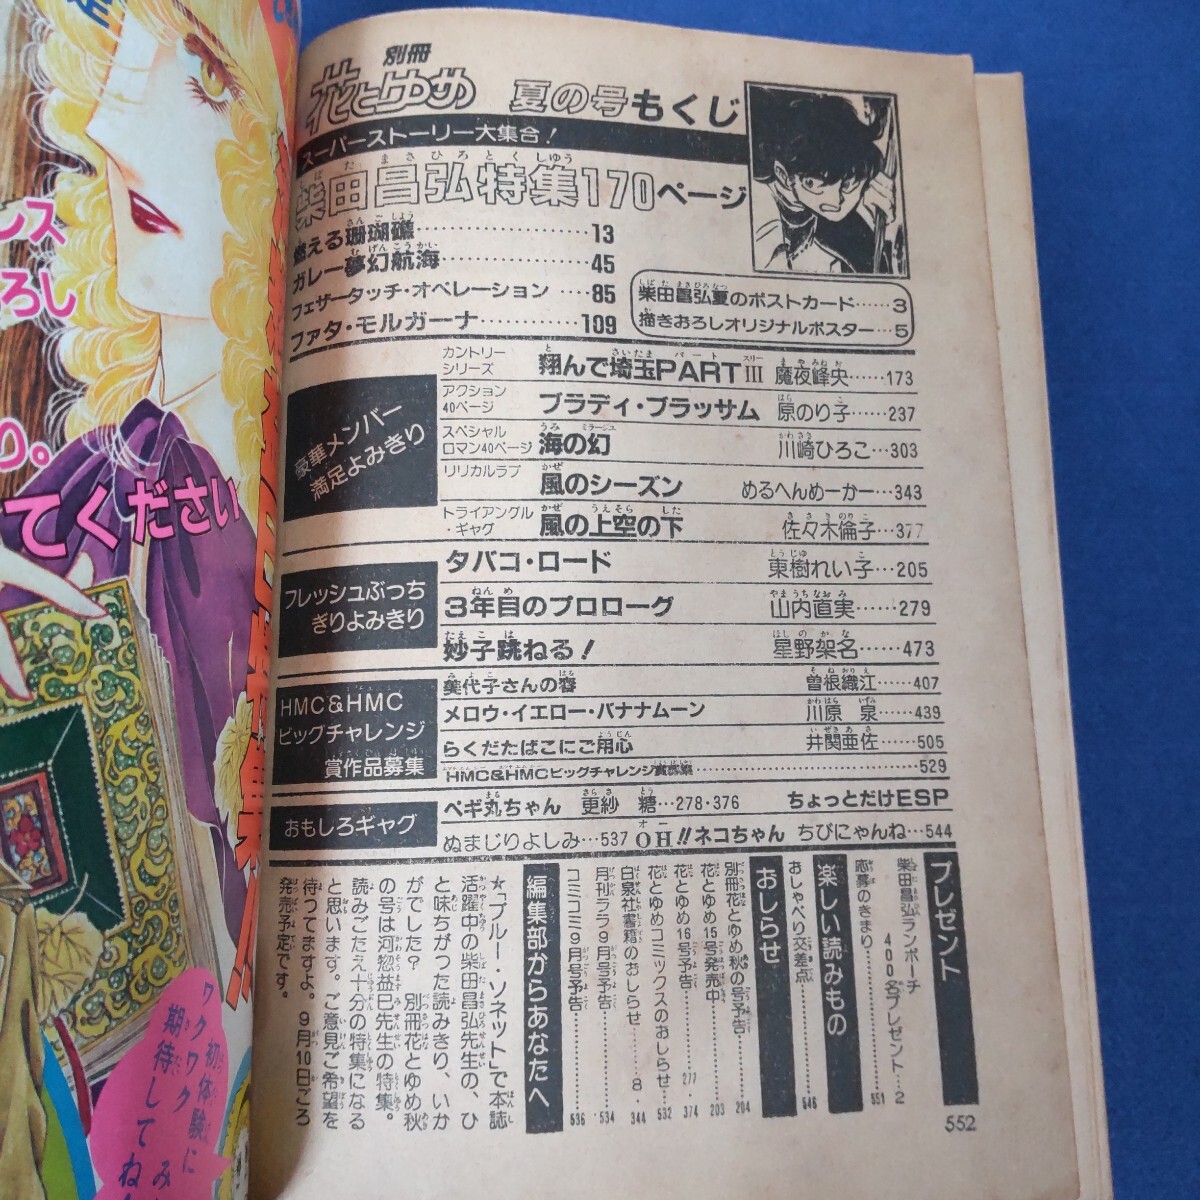 別冊
花とゆめ 夏の号もくじ
スーパーストーリー大集合!
柴田昌弘特集170ページ
燃える珊瑚礁……13
ガレー夢幻航海……45
フェザータッチ・オペレーション……85
ファタ・モルガーナ……109
柴田昌弘夏のポストカード……3
描きおろしオリジナルポスター…5
豪華メンバー
満足よみきり
カントリーシリーズ 翔んで埼玉PARTⅢ 魔夜峰央……173
アクション40ページ ブラディ・ブラッサム 原のり子……237
スペシャルロマン40ページ 海の幻 川崎ひろこ…303
リリカルラブ 風のシーズン めるへんめーかー…343
トライアングル・ギャグ 風の上空の下 佐々木倫子…377
フレッシュぶっち
ぎりよみきり
タバコ・ロード 東樹れい子…205
3年目のプロローグ 山内直実……279
妙子跳ねる! 星野架名……473
HMC&HMC
ビッグチャレンジ
賞作品募集
美代子さんの春 曽根織江…407
メロウ・イエロー・バナナムーン 川原 泉…439
らくだたばこにご用心 井関亜佐……505
HMC&HMCビッグチャレンジ賞募集……529
おもしろギャグ
ペギ丸ちゃん 更紗 糖…278・376 ちょっとだけESP
ぬまじりよしみ…537 OH!!ネコちゃん ちびにゃんね…544
プレゼント
柴田昌弘ランポーチ
400名プレゼント…2
応募のきまり……551
楽しい読みもの
おしゃべり交差点……546
おしらせ
別冊花とゆめ秋の号予告……204
花とゆめ15号発売中……203
花とゆめ16号予告……374
花とゆめコミックスのおしらせ……277・532
白泉社書籍のおしらせ……8・344
月刊ララ9月号予告……534
コミコミ9月号予告……536
編集部からあなたへ
★「ブルー・ソネット」で本誌
活躍中の柴田昌弘先生の、ひ
と味ちがった読みきり、いか
がでした? 別冊花とゆめ秋
の号は河惣益巳先生の特集。
読みごたえ十分の特集になる
と思います。ご意見ご希望を
待ってますよ。9月10日ごろ
発売予定です。
552
レス
ろし
り。
てください
ワクワク
初体験に
期待してね